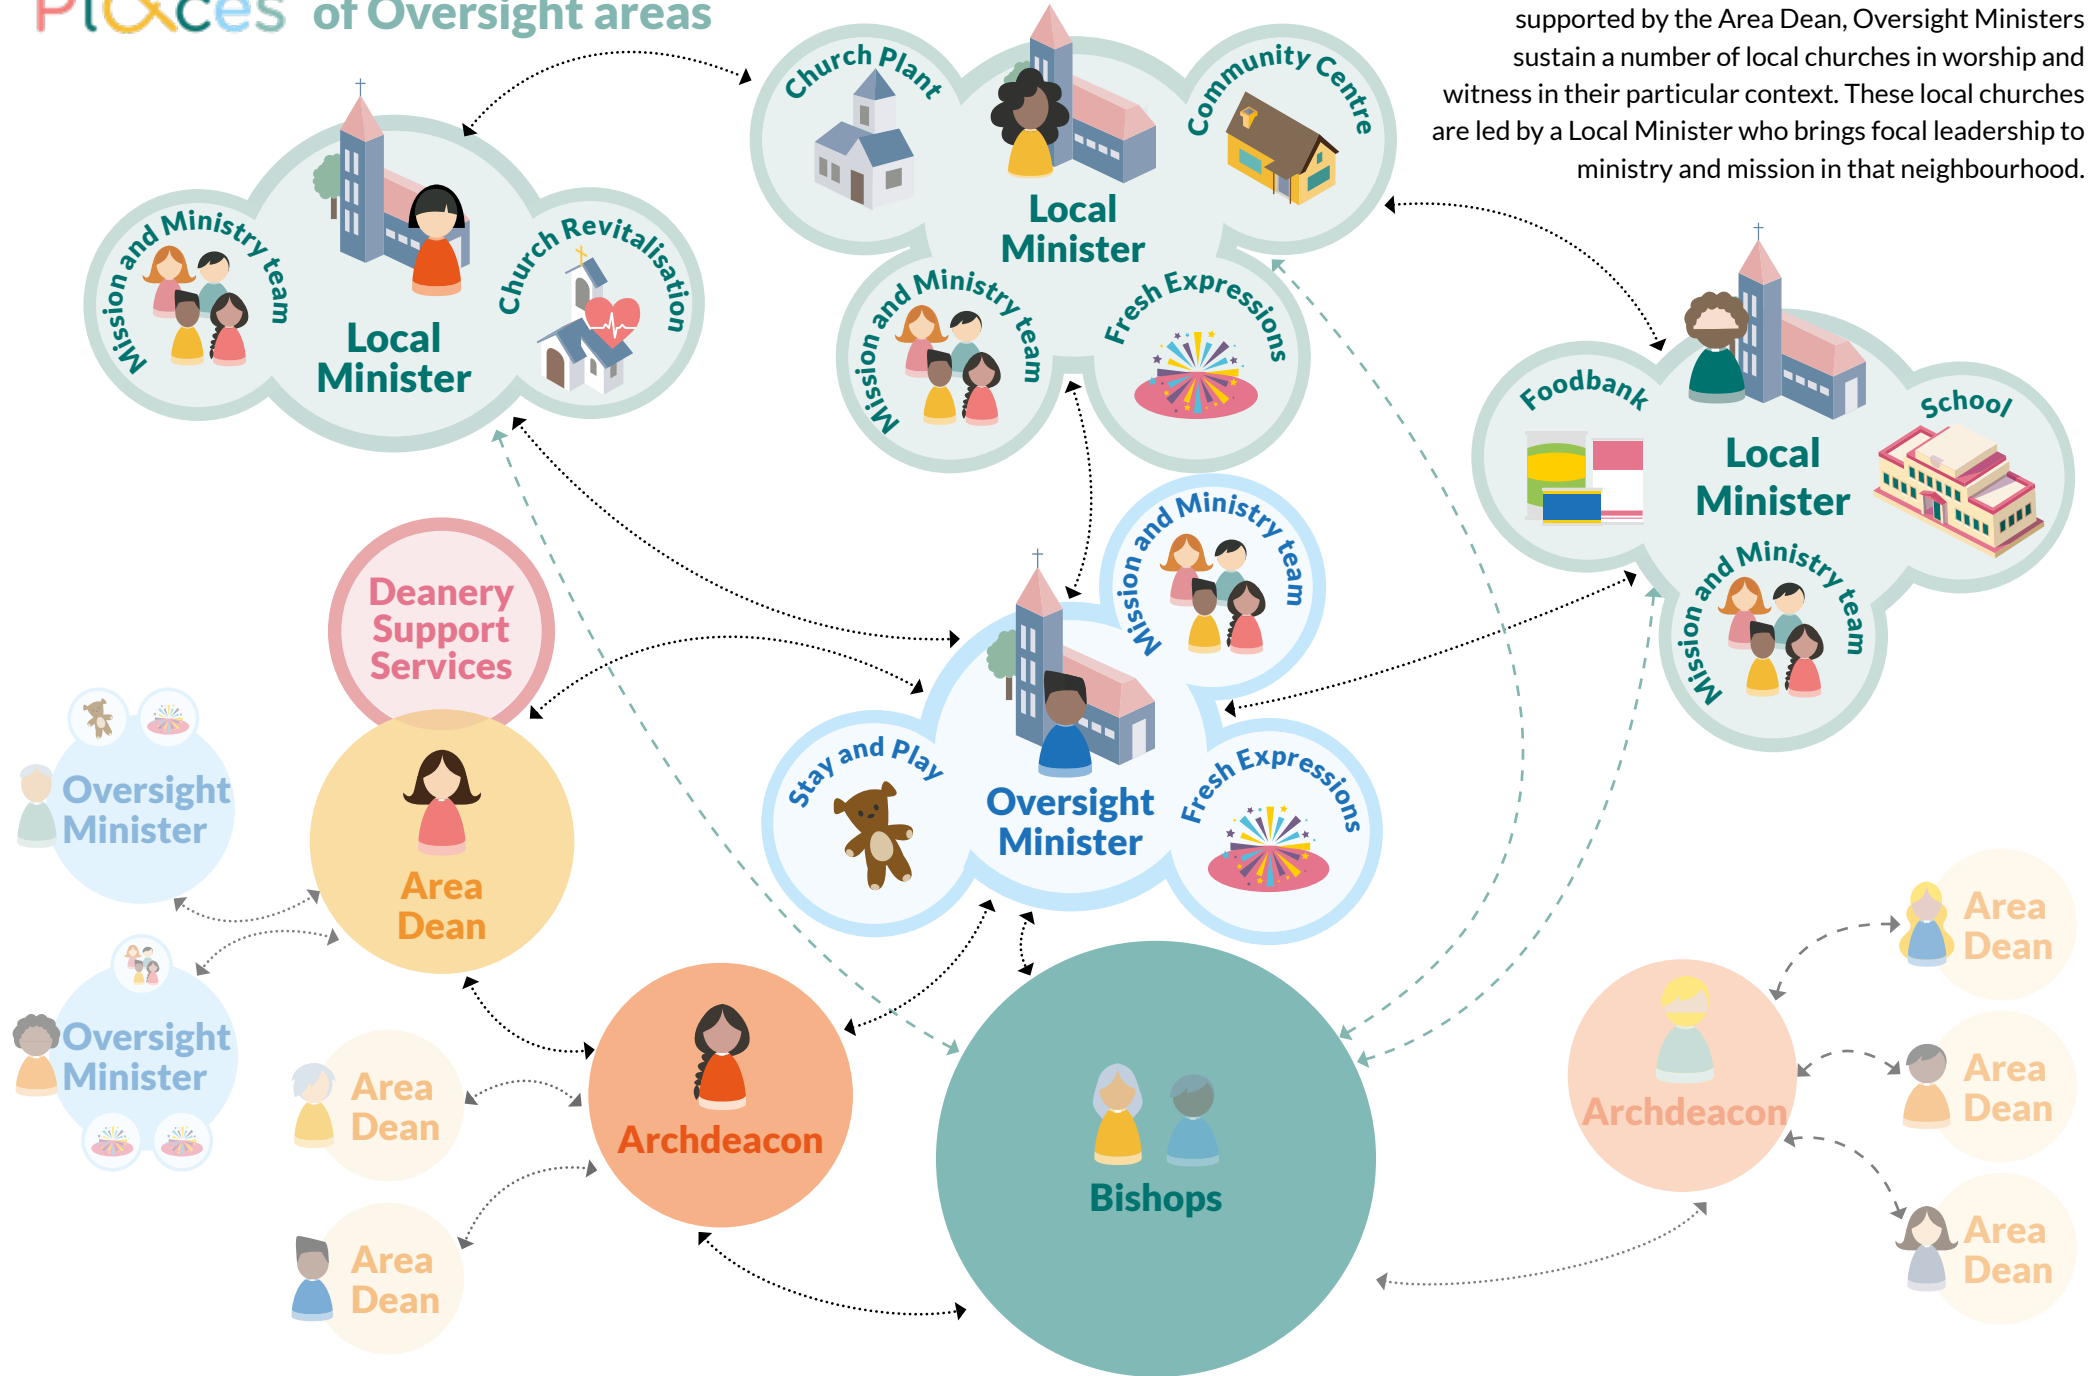 Places
of Oversight areas
supported by the Area Dean, Oversight Ministers
sustain a number of local churches in worship and
witness in their particular context. These local churches
are led by a Local Minister who brings focal leadership to
ministry and mission in that neighbourhood.
Mission and Ministry team
Local
Minister
Church Revitalisation
Church Plant
Local
Minister
Community Centre
Mission and Ministry team
Fresh Expressions
Foodbank
Local
Minister
School
Mission and Ministry team
Deanery
Support
Services
Mission and Ministry team
Stay and Play
Oversight
Minister
Fresh Expressions
Oversight
Minister
Area
Dean
Oversight
Minister
Area
Dean
Area
Dean
Archdeacon
Bishops
Archdeacon
Area
Dean
Area
Dean
Area
Dean